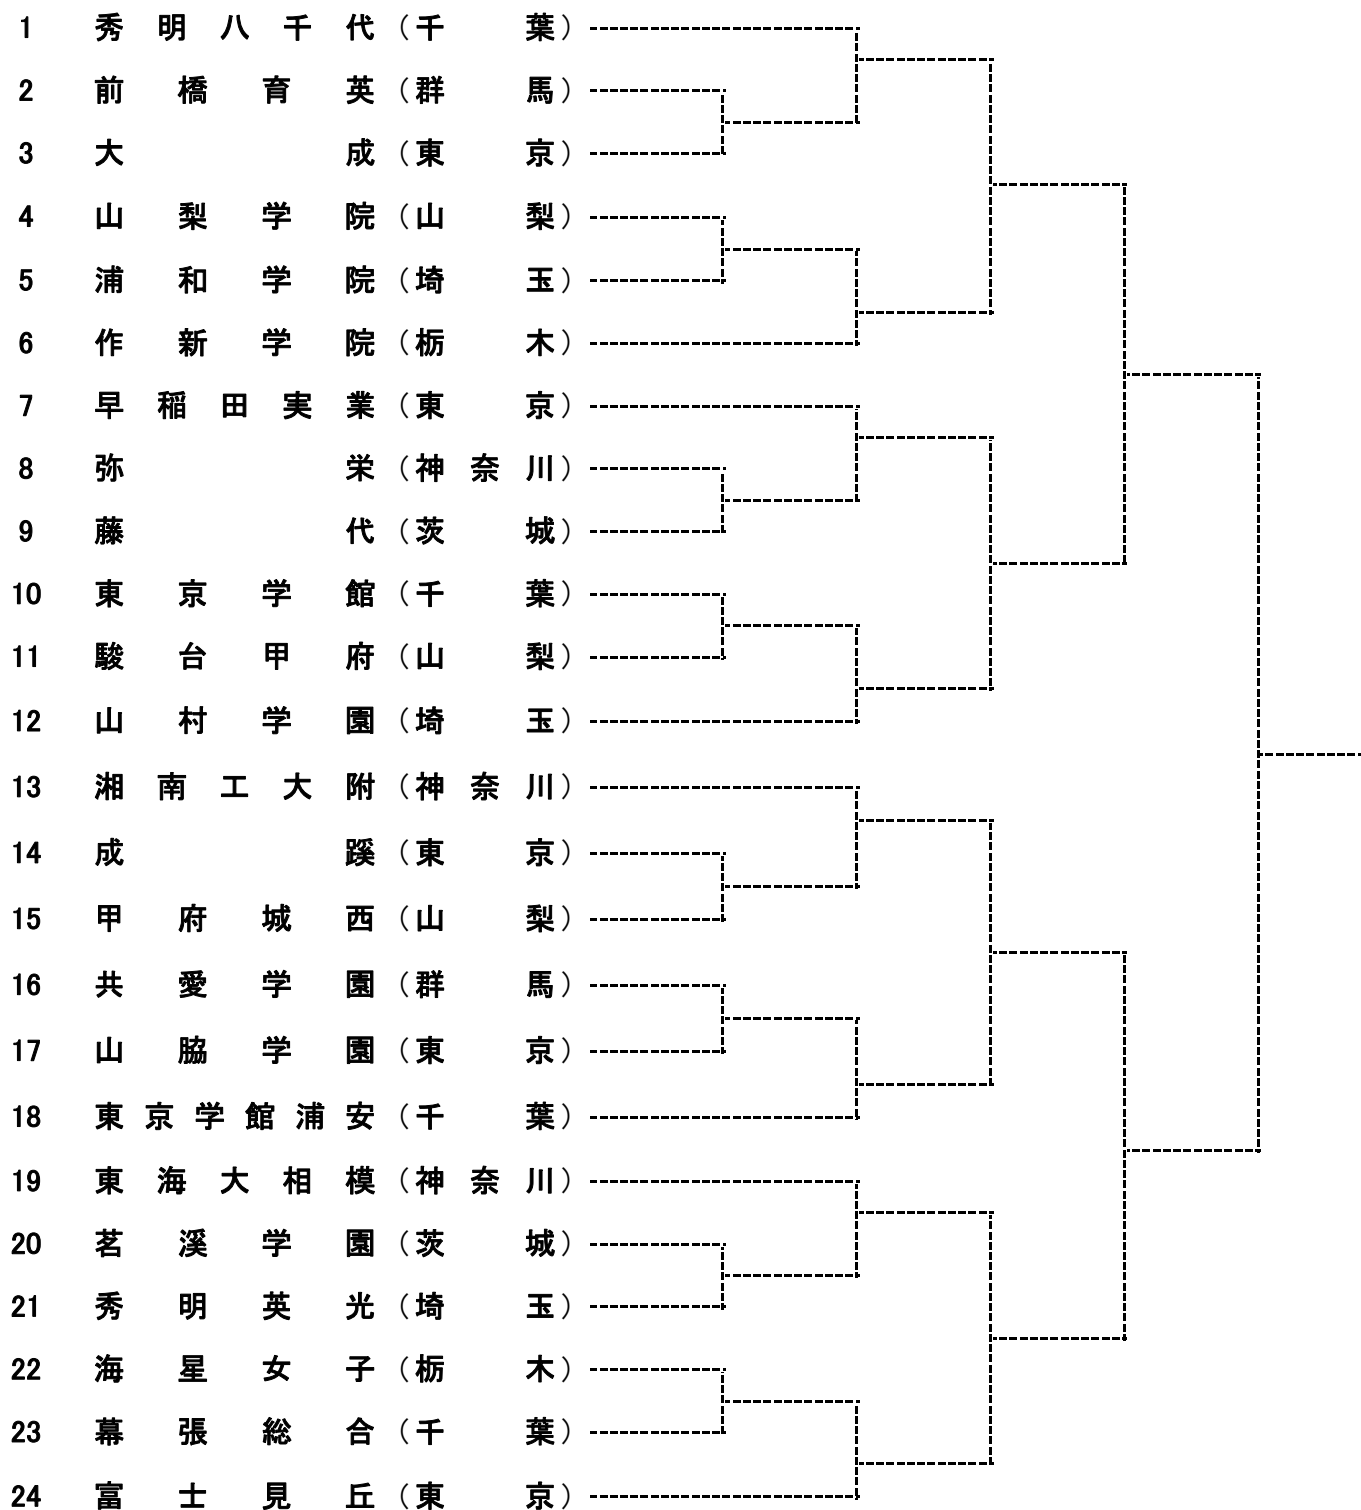 1 秀明八千代（千葉）
2 前橋育英（群馬）
3 大成（東京）
4 山梨学院（山梨）
5 浦和学院（埼玉）
6 作新学院（栃木）
7 早稲田実業（東京）
8 弥栄（神奈川）
9 藤代（茨城）
10 東京学館（千葉）
11 駿台甲府（山梨）
12 山村学園（埼玉）
13 湘南工大附（神奈川）
14 成蹊（東京）
15 甲府城西（山梨）
16 共愛学園（群馬）
17 山脇学園（東京）
18 東京学館浦安（千葉）
19 東海大相模（神奈川）
20 茗溪学園（茨城）
21 秀明英光（埼玉）
22 海星女子（栃木）
23 幕張総合（千葉）
24 富士見丘（東京）